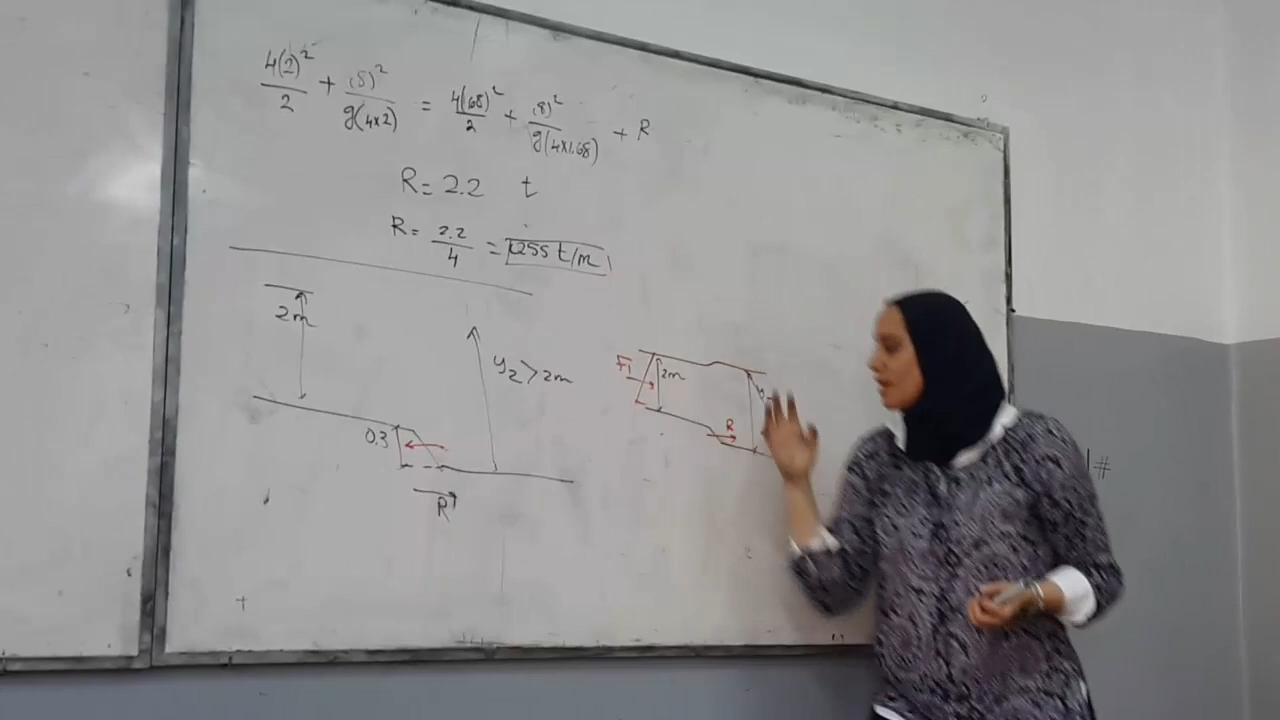 4(2)²/2 + (8)²/g(4x2) = 4(1.68)²/2 + (8)²/g(4x1.68) + R
R = 2.2 t
R = 2.2/4 = 0.255 t/m
2m
y₂ > 2m
0.3
R
F₁
2m
R
#